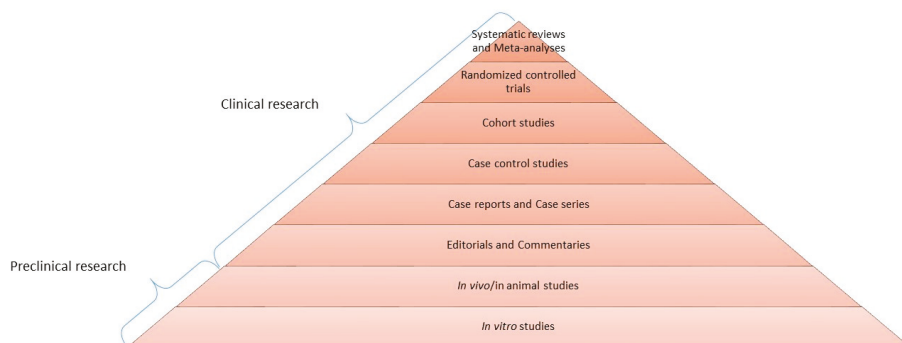 Systematic reviews
and Meta-analyses
Randomized controlled
trials
Clinical research
Cohort studies
Case control studies
Case reports and Case series
Editorials and Commentaries
Preclinical research
In vivo/in animal studies
In vitro studies